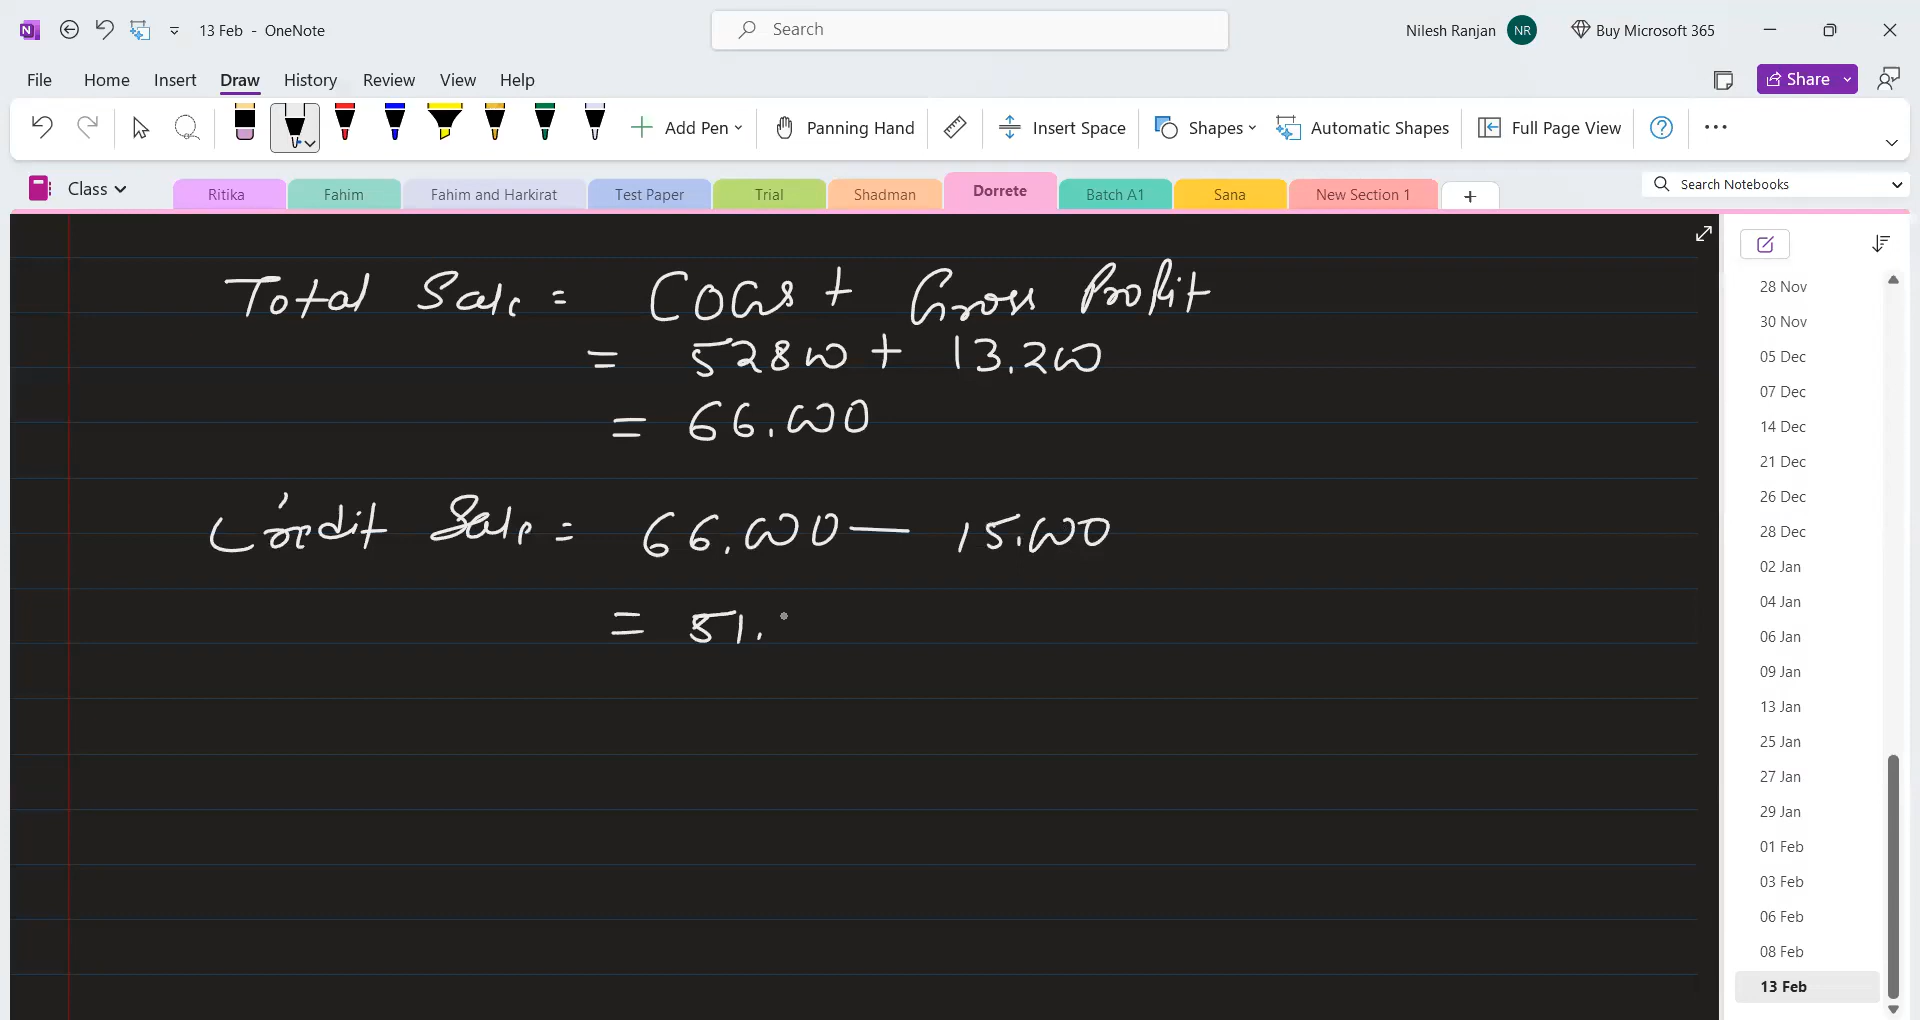 13 Feb - OneNote
Search
Nilesh Ranjan NR
Buy Microsoft 365
File Home Insert Draw History Review View Help
Share
Add Pen
Panning Hand
Insert Space
Shapes
Automatic Shapes
Full Page View
Class
Ritika
Fahim
Fahim and Harkirat
Test Paper
Trial
Shadman
Dorrete
Batch A1
Sana
New Section 1
Search Notebooks
Total Sale = COGS + Gross Profit
= 52800 + 13.200
= 66.000
Credit Sale = 66.000 — 15.000
= 51.
28 Nov
30 Nov
05 Dec
07 Dec
14 Dec
21 Dec
26 Dec
28 Dec
02 Jan
04 Jan
06 Jan
09 Jan
13 Jan
25 Jan
27 Jan
29 Jan
01 Feb
03 Feb
06 Feb
08 Feb
13 Feb